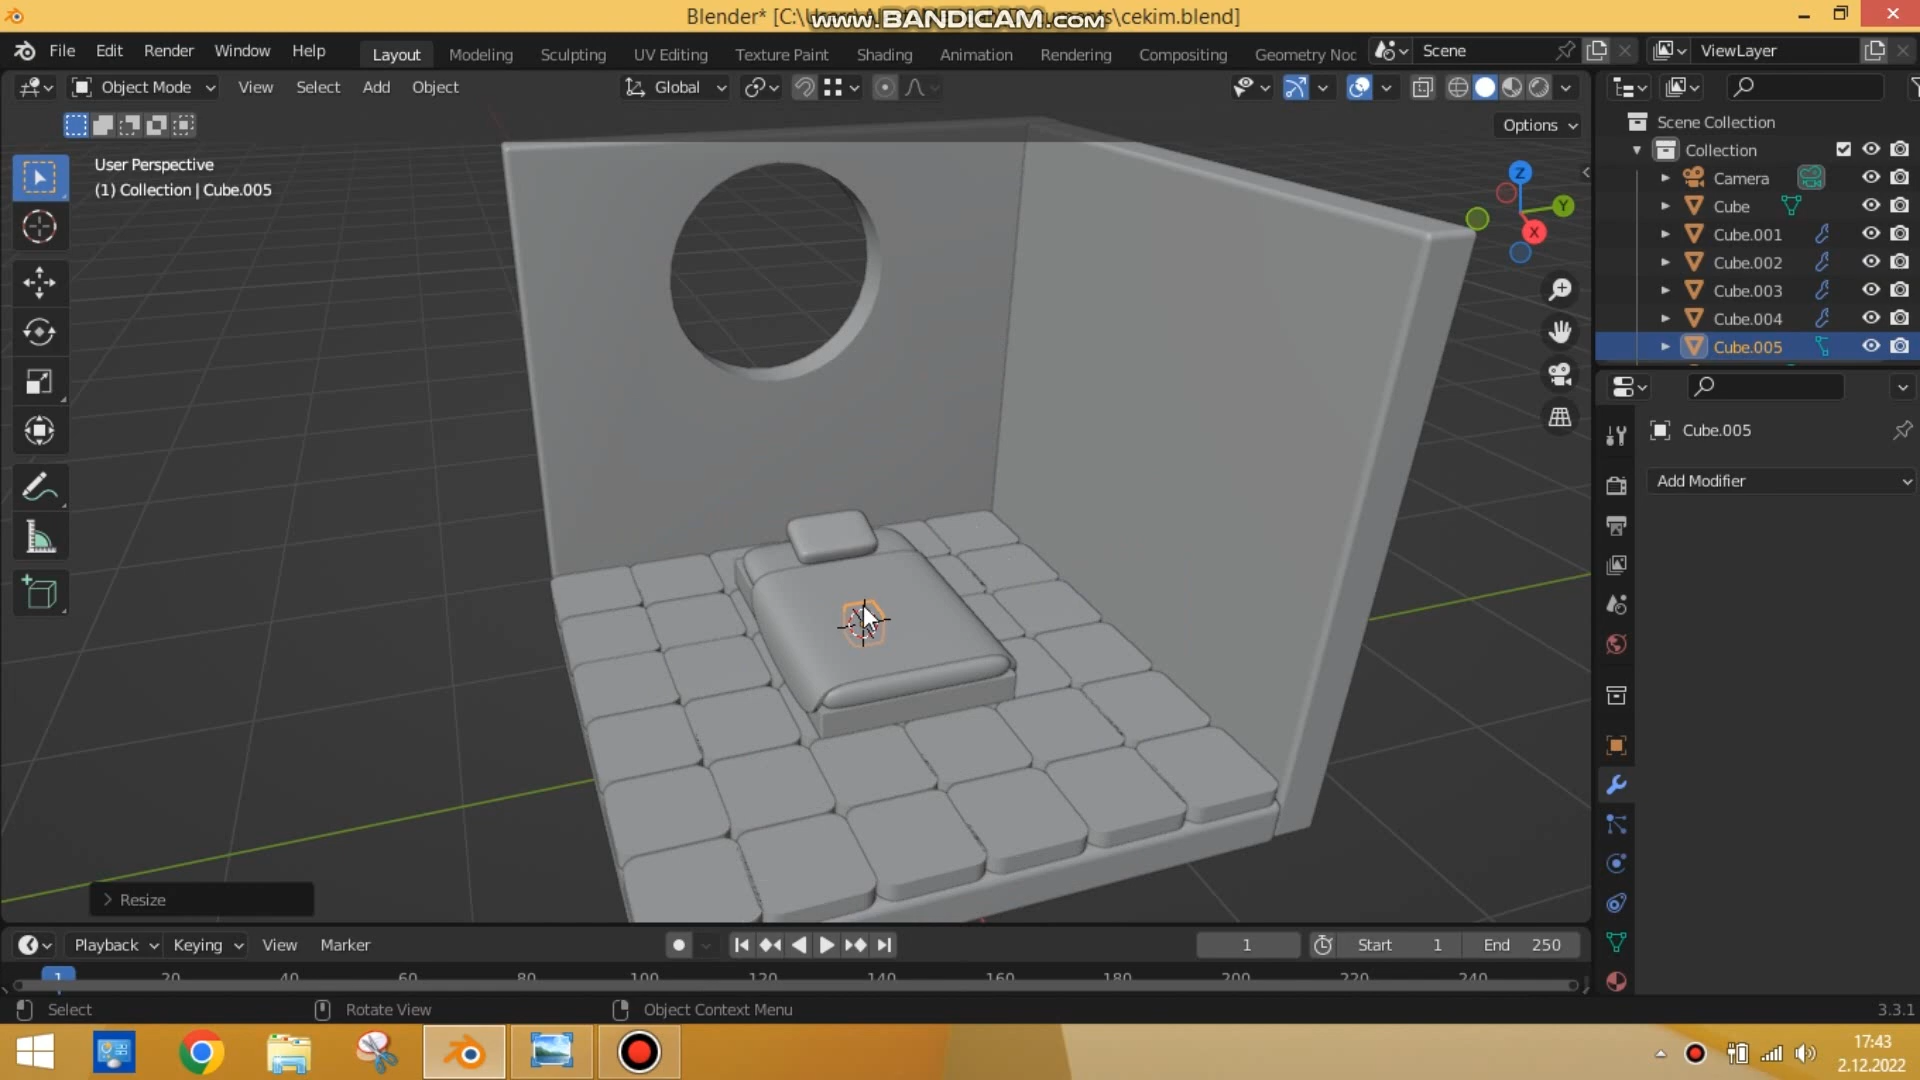 Blender* [C:\Users\
www.BANDICAM.com
\cekim.blend]
File Edit Render Window Help
Layout Modeling Sculpting UV Editing Texture Paint Shading Animation Rendering Compositing Geometry Noc
Scene
ViewLayer
Object Mode View Select Add Object
Global
Options
User Perspective
(1) Collection | Cube.005
Z
Y
X
Scene Collection
Collection
Camera
Cube
Cube.001
Cube.002
Cube.003
Cube.004
Cube.005
Cube.005
Add Modifier
Resize
Playback Keying View Marker
1
Start 1
End 250
1 20 40 60 80 100 120 140 160 180 200 220 240
Select
Rotate View
Object Context Menu
3.3.1
17:43
2.12.2022